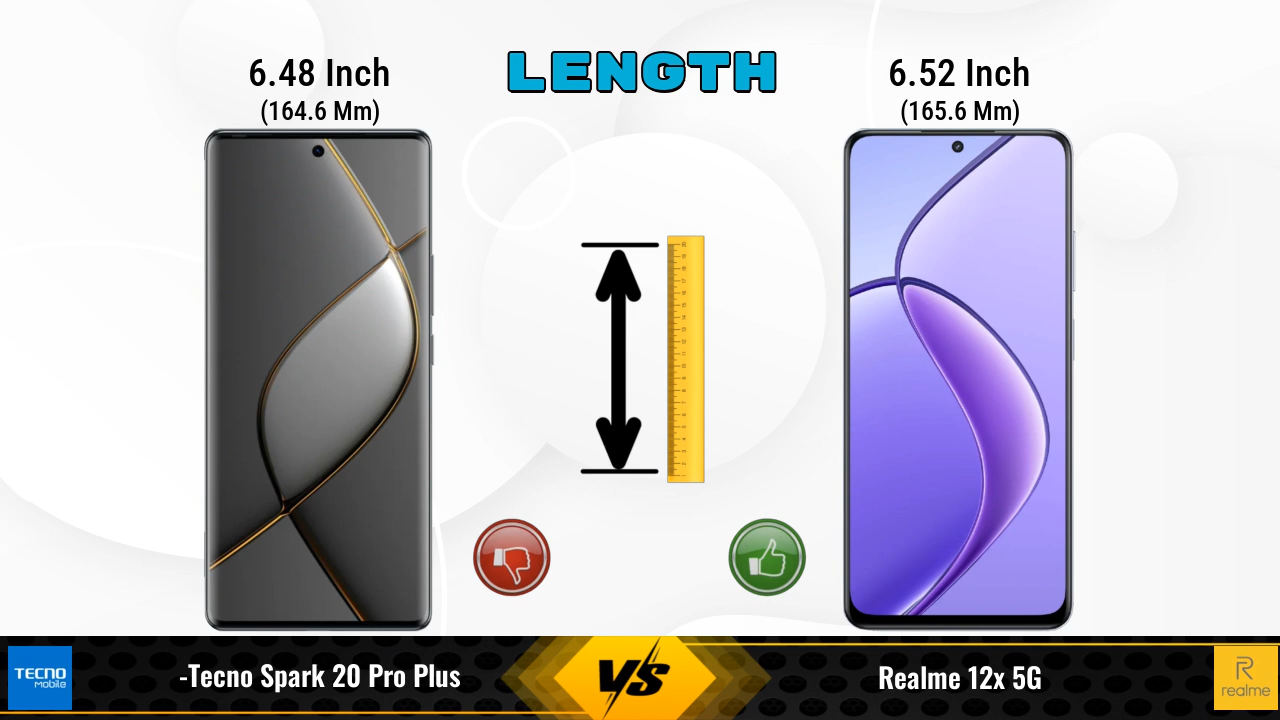 LENGTH
6.48 Inch
(164.6 Mm)
6.52 Inch
(165.6 Mm)
TECNO
mobile
-Tecno Spark 20 Pro Plus
VS
Realme 12x 5G
R
realme